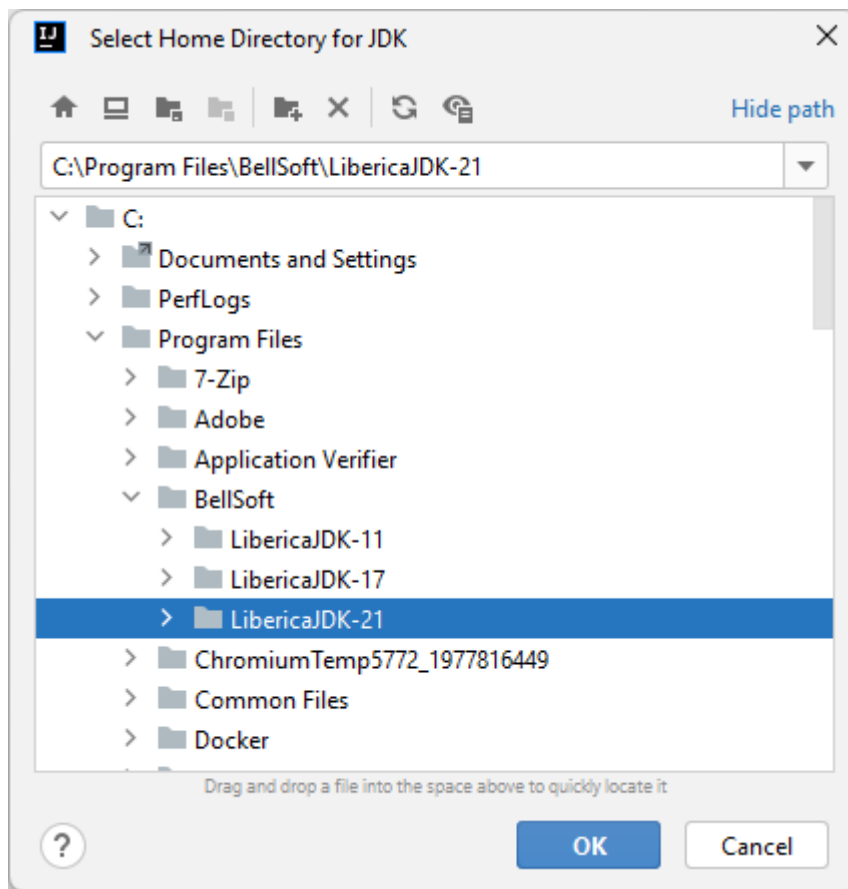 IJ
Select Home Directory for JDK
Hide path
C:\Program Files\BellSoft\LibericaJDK-21
C:
Documents and Settings
PerfLogs
Program Files
7-Zip
Adobe
Application Verifier
BellSoft
LibericaJDK-11
LibericaJDK-17
LibericaJDK-21
ChromiumTemp5772_1977816449
Common Files
Docker
Drag and drop a file into the space above to quickly locate it
?
OK
Cancel